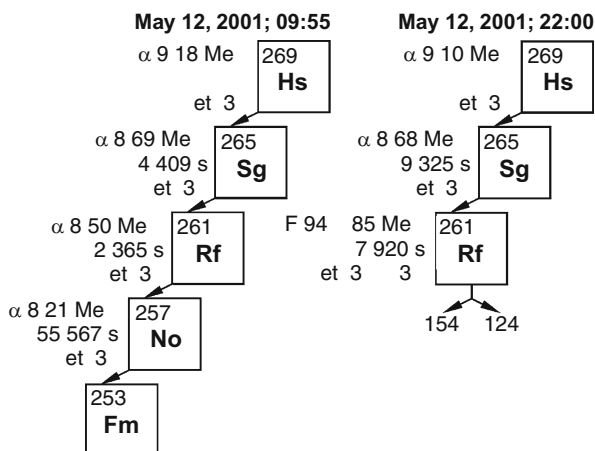 May 12, 2001; 09:55
α 9 18 Me
269
Hs
et 3
α 8 69 Me
4 409 s
et 3
265
Sg
α 8 50 Me
2 365 s
et 3
261
Rf
α 8 21 Me
55 567 s
et 3
257
No
253
Fm
May 12, 2001; 22:00
α 9 10 Me
269
Hs
et 3
α 8 68 Me
9 325 s
et 3
265
Sg
F 94 85 Me
7 920 s
et 3 3
261
Rf
154 124